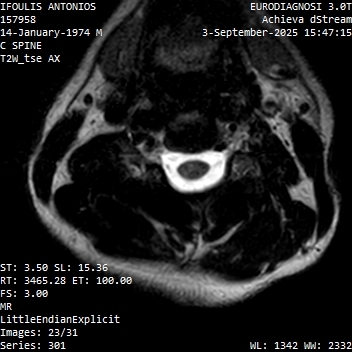 IFOULIS ANTONIOS
EURODIAGNOSI 3.0T
157958
Achieva dStream
14-January-1974 M
3-September-2025 15:47:15
C SPINE
T2W_tse AX
ST: 3.50 SL: 15.36
RT: 3465.28 ET: 100.00
FS: 3.00
MR
LittleEndianExplicit
Images: 23/31
Series: 301
WL: 1342 WW: 2332